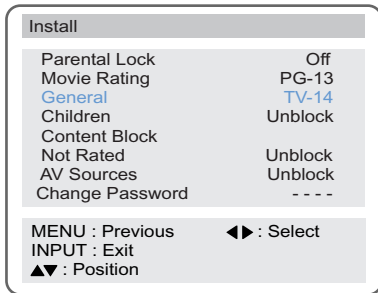 Install
Parental Lock Off
Movie Rating PG-13
General TV-14
Children Unblock
Content Block
Not Rated Unblock
AV Sources Unblock
Change Password - - - -
MENU : Previous ◀▶ : Select
INPUT : Exit
▲▼ : Position